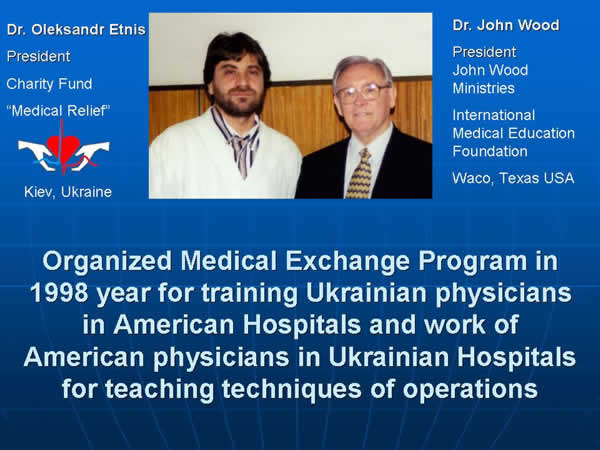 Dr. Oleksandr Etnis
President
Charity Fund
“Medical Relief”
Kiev, Ukraine
Dr. John Wood
President
John Wood
Ministries
International
Medical Education
Foundation
Waco, Texas USA
Organized Medical Exchange Program in
1998 year for training Ukrainian physicians
in American Hospitals and work of
American physicians in Ukrainian Hospitals
for teaching techniques of operations